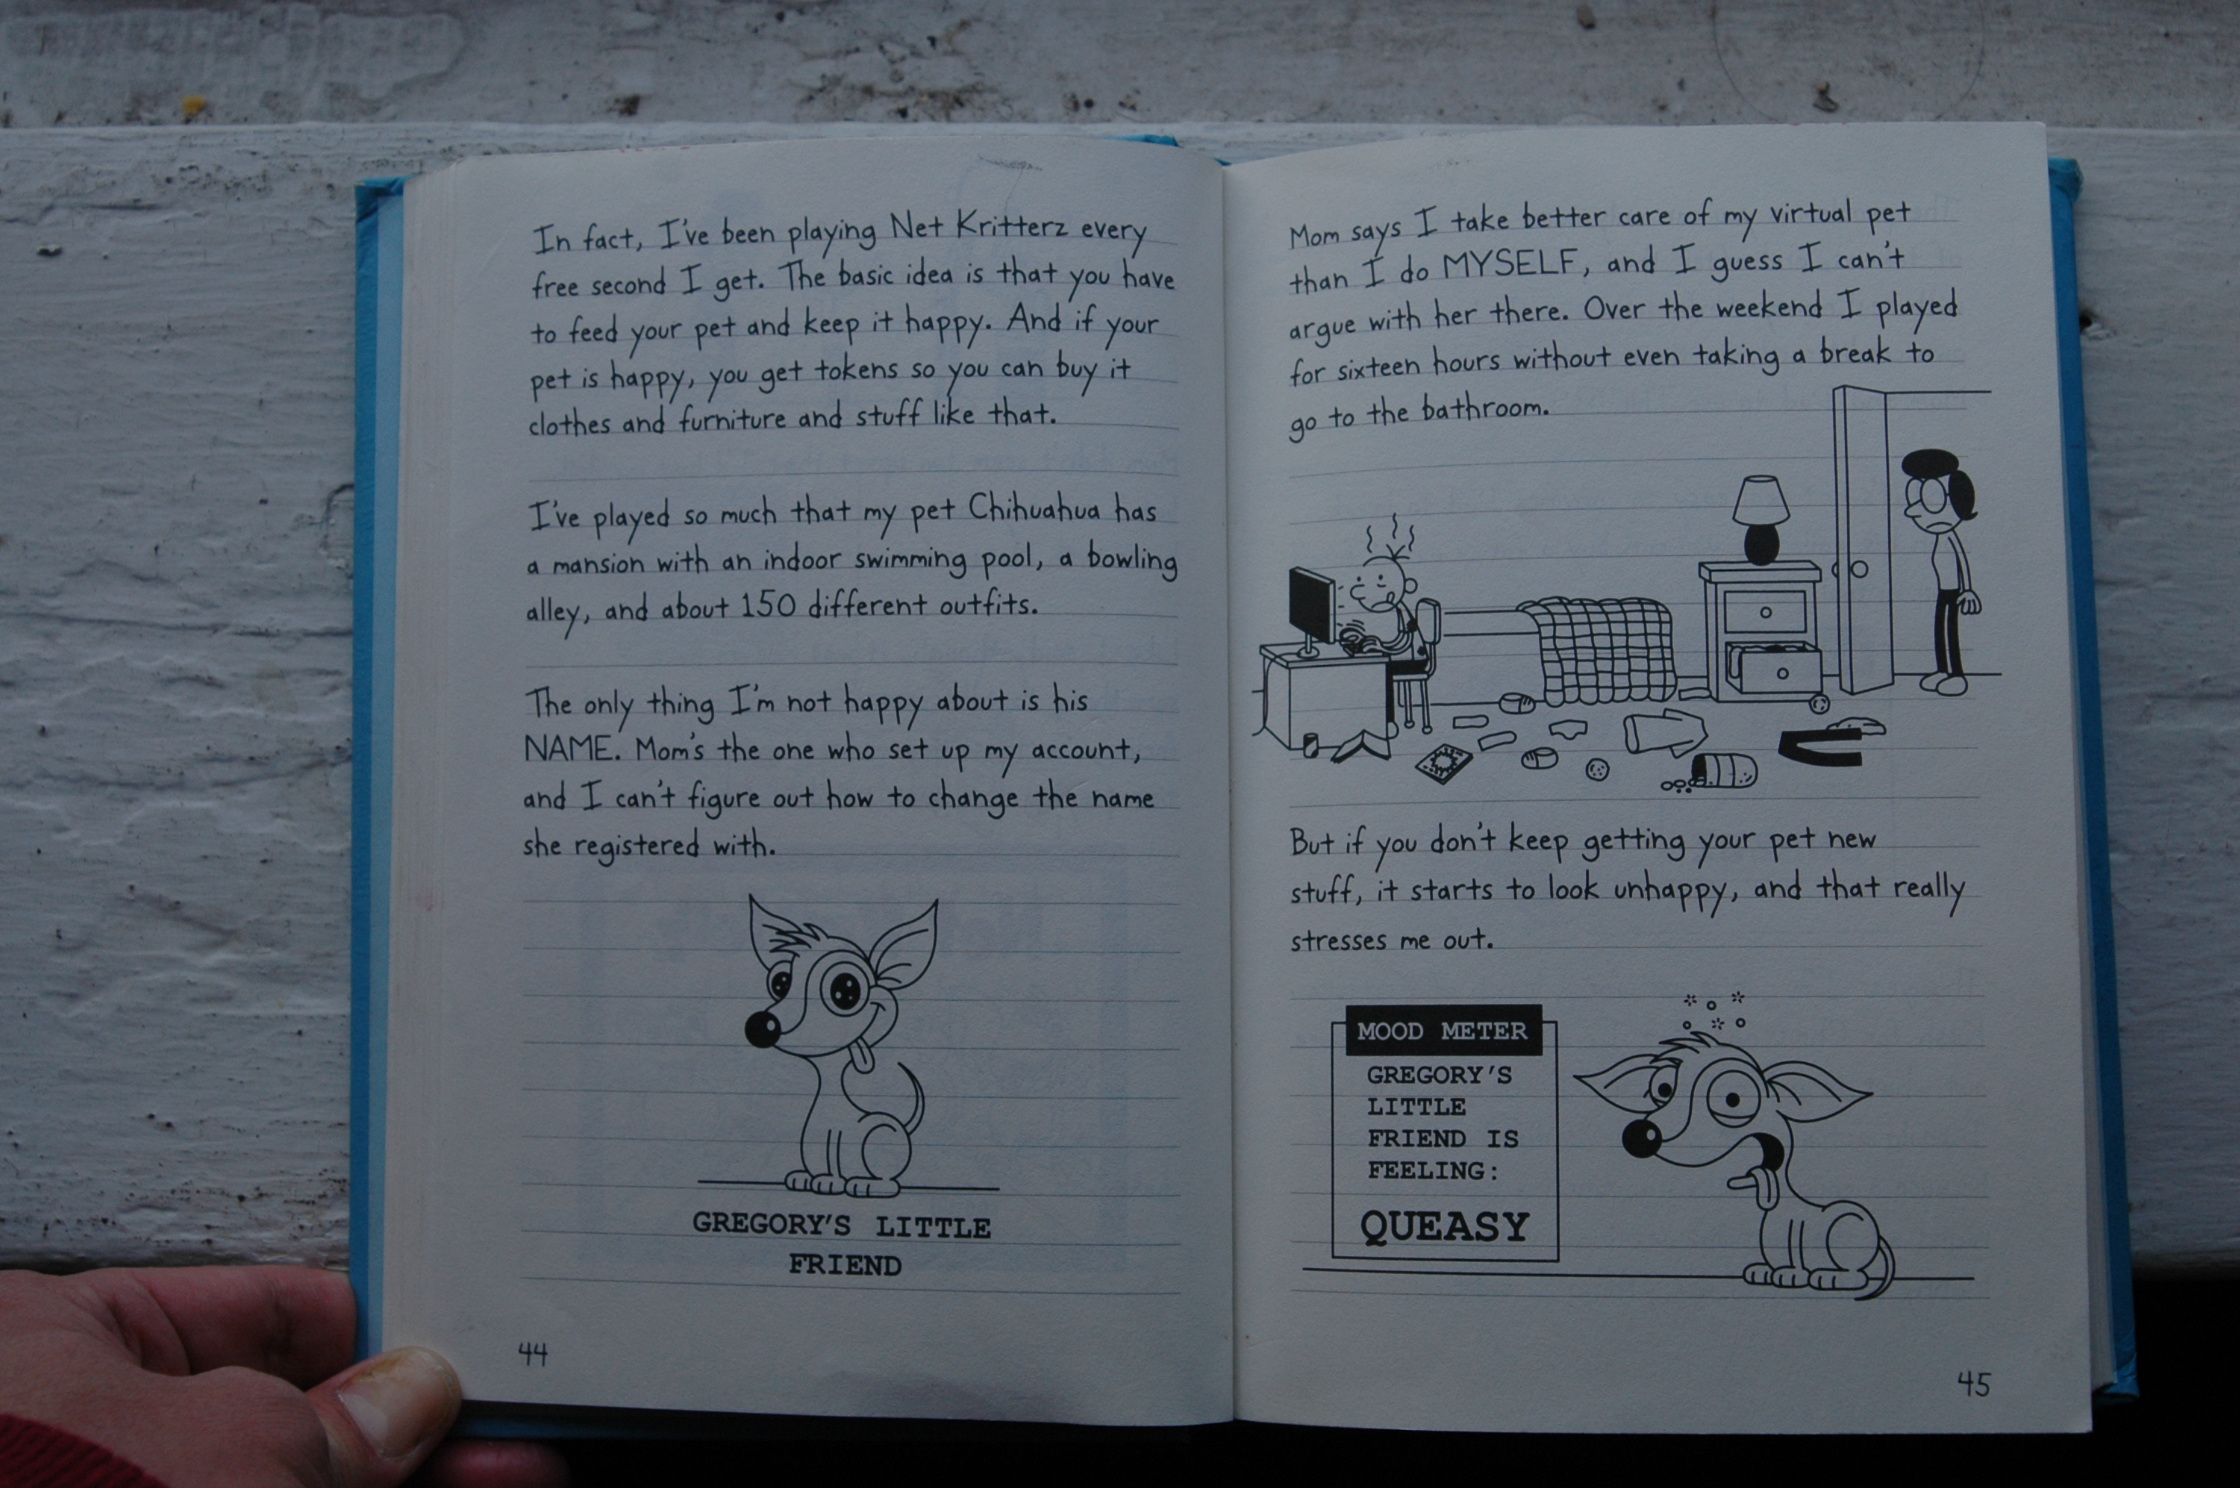 In fact, I've been playing Net Kritterz every
free second I get. The basic idea is that you have
to feed your pet and keep it happy. And if your
pet is happy, you get tokens so you can buy it
clothes and furniture and stuff like that.
I've played so much that my pet Chihuahua has
a mansion with an indoor swimming pool, a bowling
alley, and about 150 different outfits.
The only thing I'm not happy about is his
NAME. Mom's the one who set up my account,
and I can't figure out how to change the name
she registered with.
GREGORY'S LITTLE
FRIEND
44
Mom says I take better care of my virtual pet
than I do MYSELF, and I guess I can't
argue with her there. Over the weekend I played
for sixteen hours without even taking a break to
go to the bathroom.
But if you don't keep getting your pet new
stuff, it starts to look unhappy, and that really
stresses me out.
MOOD METER
GREGORY'S
LITTLE
FRIEND IS
FEELING:
QUEASY
45